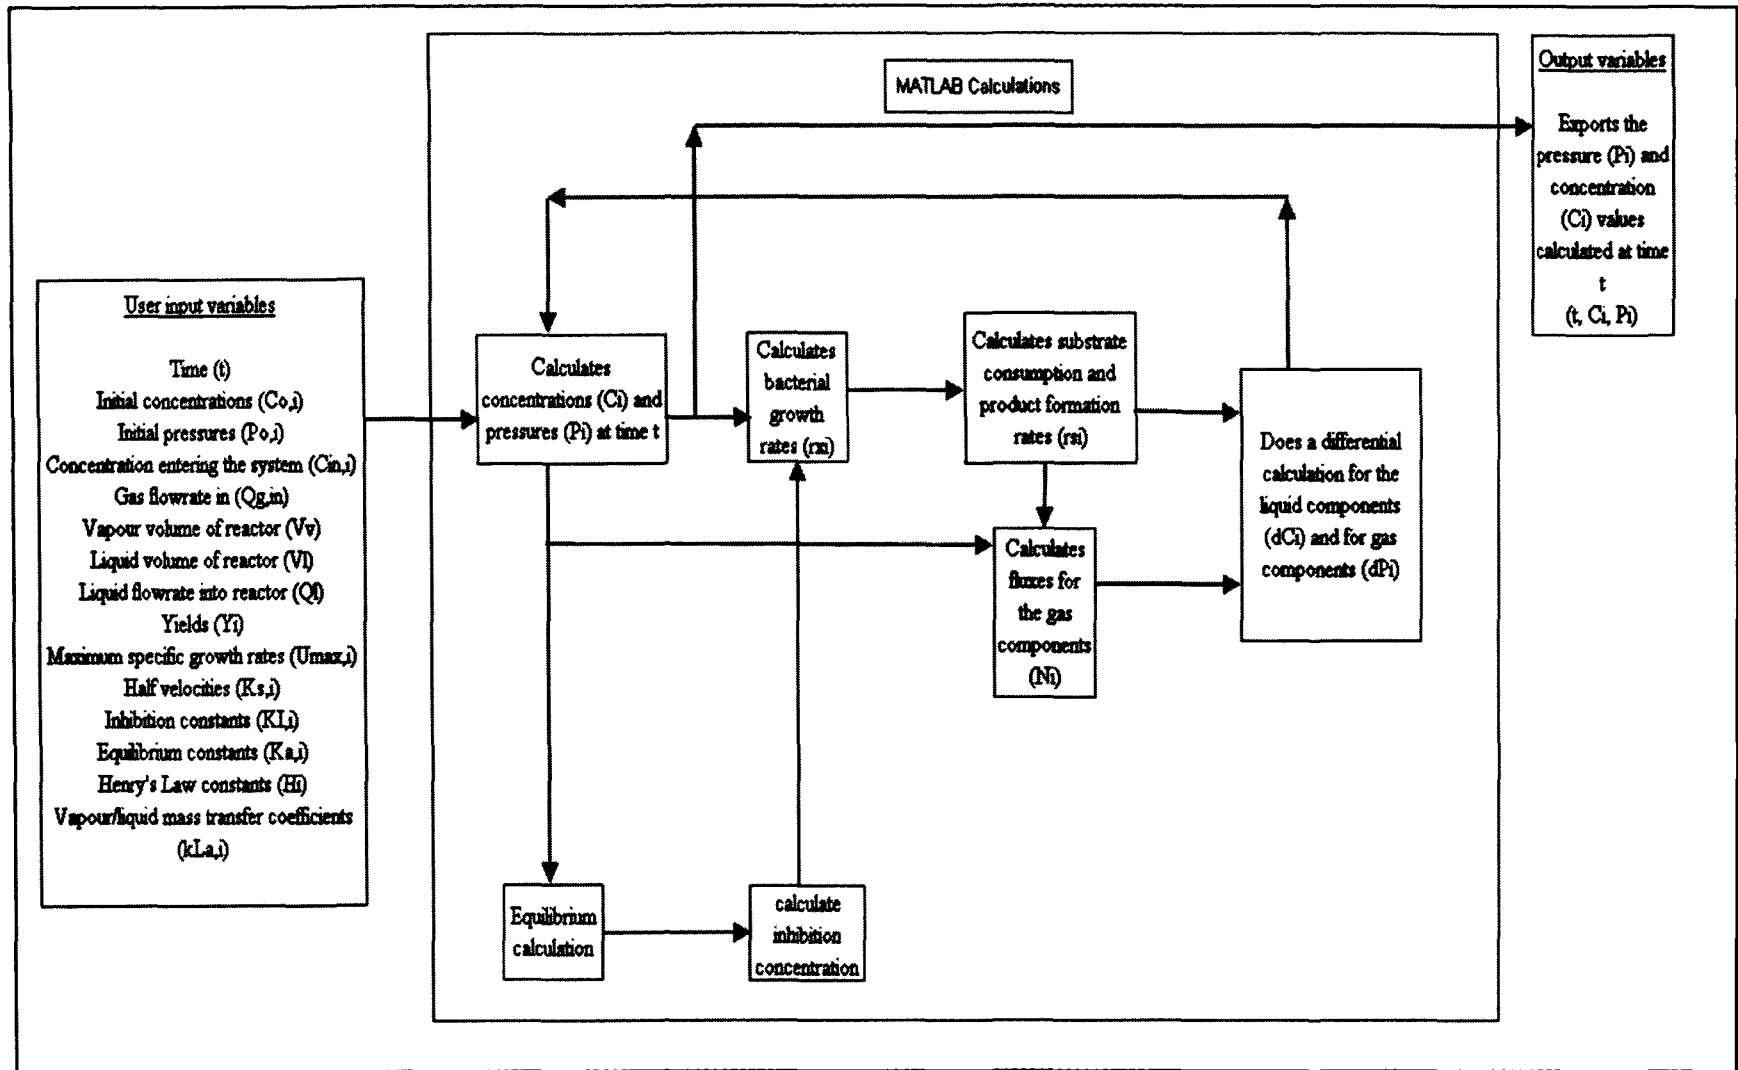 MATLAB Calculations
Output variables
Exports the
pressure (Pi) and
concentration
(Ci) values
calculated at time
t
(t, Ci, Pi)
User input variables
Time (t)
Initial concentrations (Co,i)
Initial pressures (Po,i)
Concentration entering the system (Cin,i)
Gas flowrate in (Qg,in)
Vapour volume of reactor (Vv)
Liquid volume of reactor (Vl)
Liquid flowrate into reactor (Ql)
Yields (Yi)
Maximum specific growth rates (Umax,i)
Half velocities (Ks,i)
Inhibition constants (KI,i)
Equilibrium constants (Ka,i)
Henry's Law constants (Hi)
Vapour/liquid mass transfer coefficients
(kLa,i)
Calculates
concentrations (Ci) and
pressures (Pi) at time t
Calculates
bacterial
growth
rates (rxi)
Calculates substrate
consumption and
product formation
rates (rsi)
Calculates
fluxes for
the gas
components
(Ni)
Does a differential
calculation for the
liquid components
(dCi) and for gas
components (dPi)
Equilibrium
calculation
calculate
inhibition
concentration